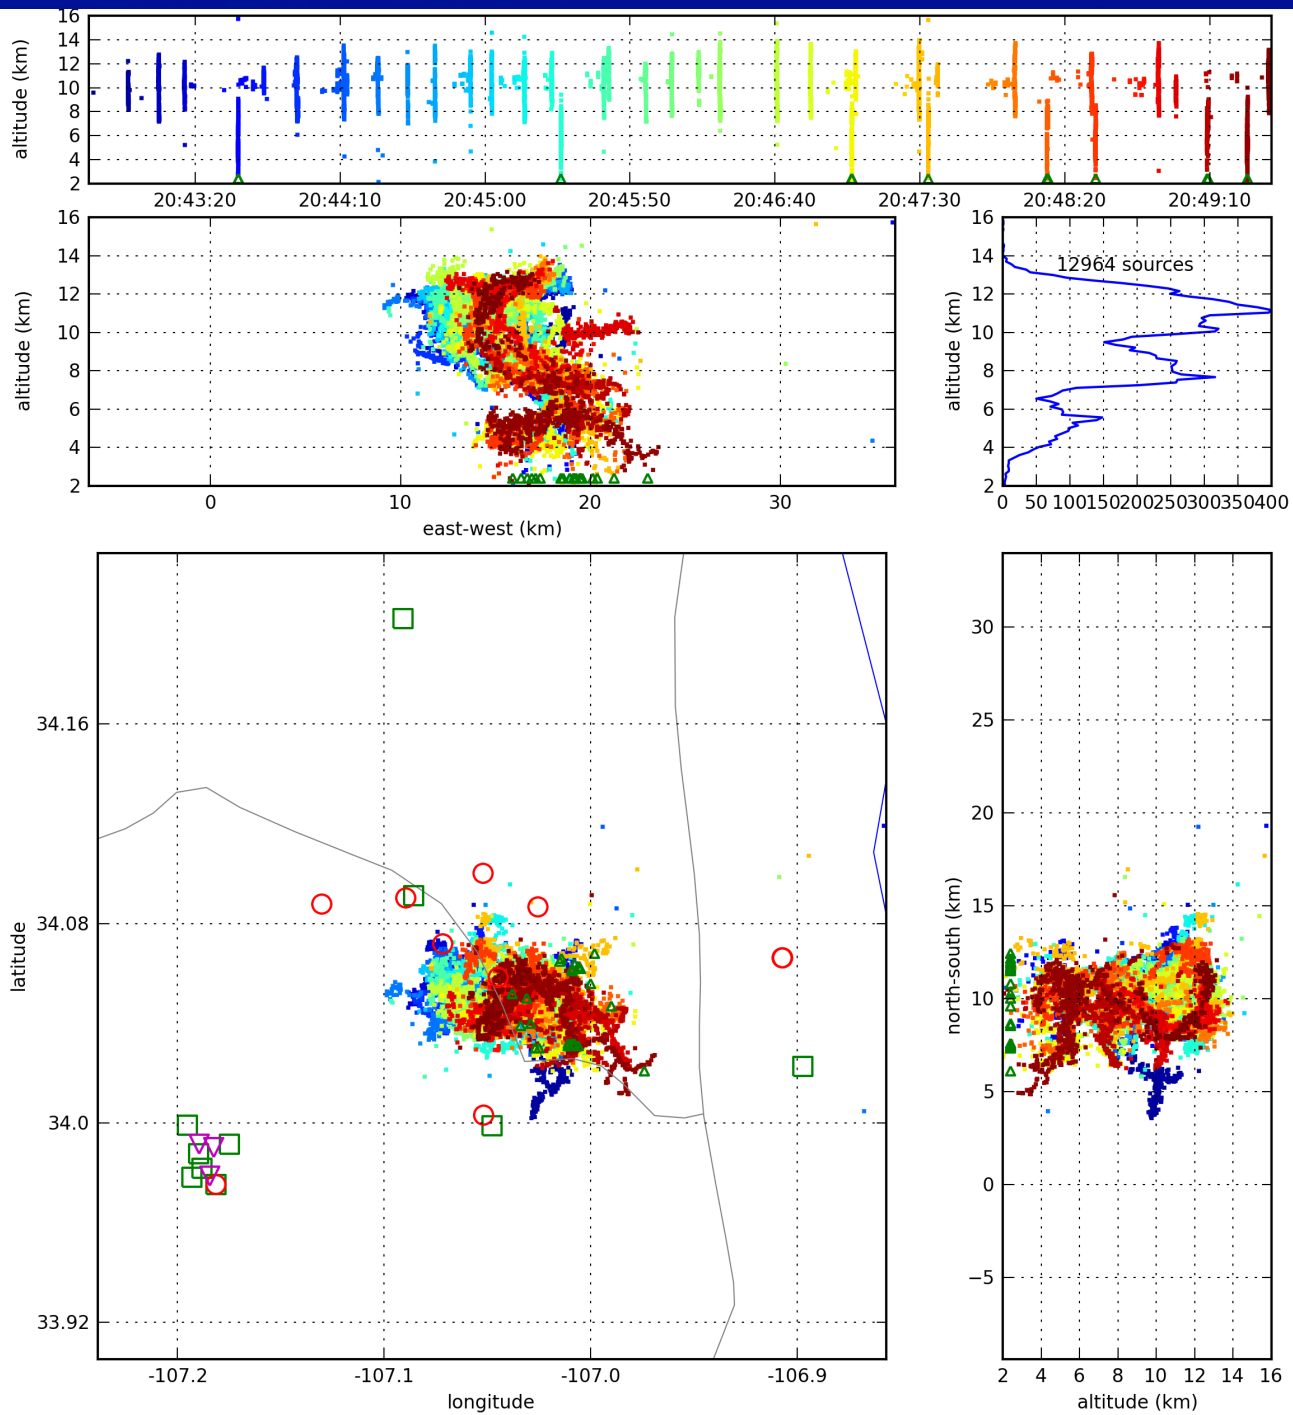 16
14
12
10
8
6
4
2
altitude (km)
20:43:20 20:44:10 20:45:00 20:45:50 20:46:40 20:47:30 20:48:20 20:49:10
16
14
12
10
8
6
4
2
altitude (km)
0 10 20 30
east-west (km)
16
14
12
10
8
6
4
2
altitude (km)
12964 sources
0 50 100 150 200 250 300 350 400
34.16
34.08
34.0
33.92
latitude
-107.2 -107.1 -107.0 -106.9
longitude
30
25
20
15
10
5
0
−5
north-south (km)
2 4 6 8 10 12 14 16
altitude (km)